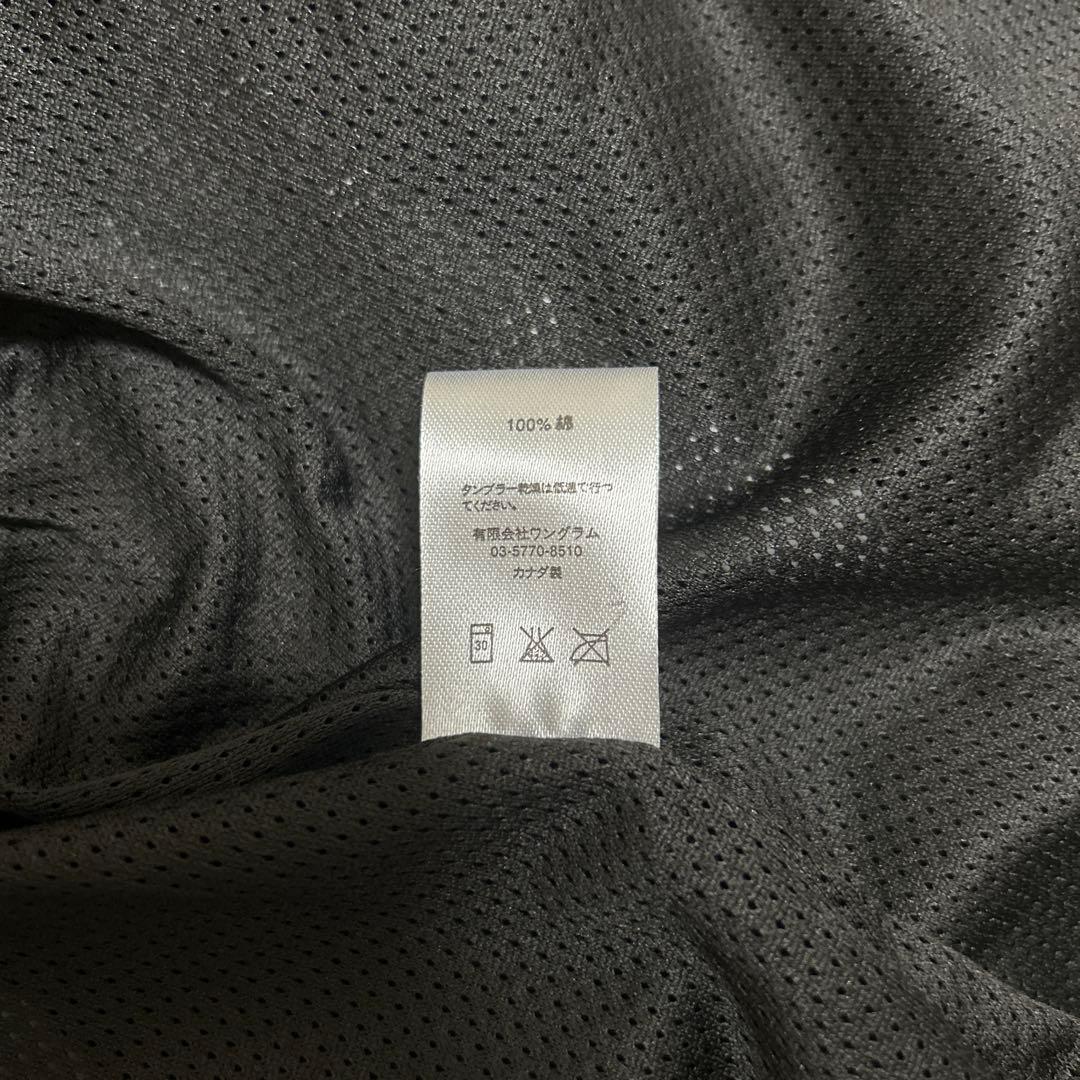 100% 綿
タンブラー乾燥は低温で行っ
てください。
有限会社ワングラム
03-5770-8510
カナダ製
30